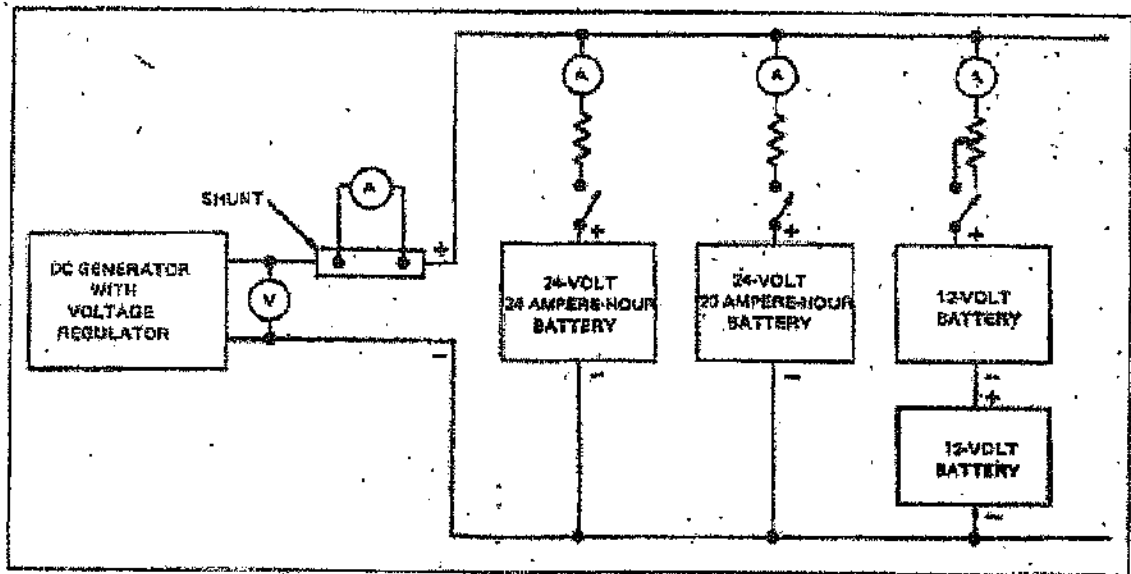 SHUNT
A
+
DC GENERATOR
WITH
VOLTAGE
REGULATOR
V
-
A
+
24-VOLT
24 AMPERE-HOUR
BATTERY
-
A
+
24-VOLT
20 AMPERE-HOUR
BATTERY
-
A
+
12-VOLT
BATTERY
-
+
12-VOLT
BATTERY
-